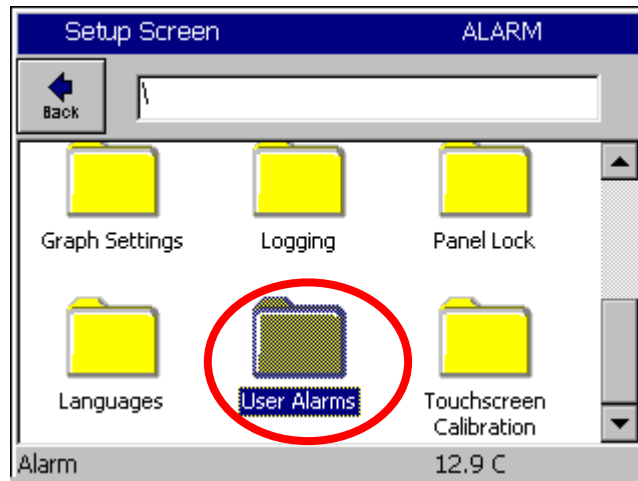 Setup Screen ALARM
Back \
Graph Settings Logging Panel Lock
Languages User Alarms Touchscreen
Calibration
Alarm 12.9 C